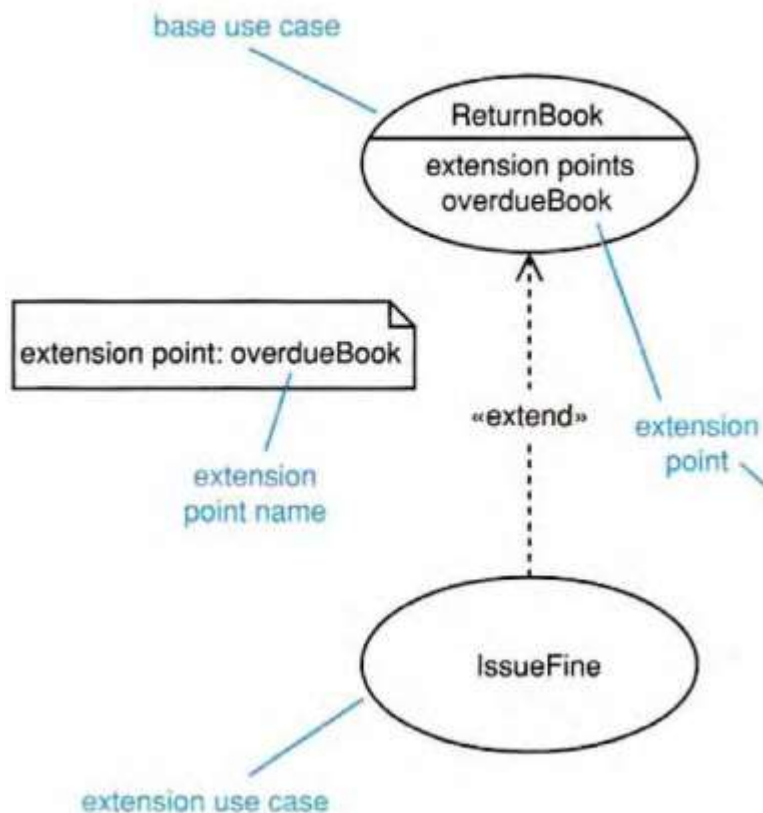 base use case
ReturnBook
extension points
overdueBook
extension point: overdueBook
«extend»
extension
point
extension
point name
IssueFine
extension use case